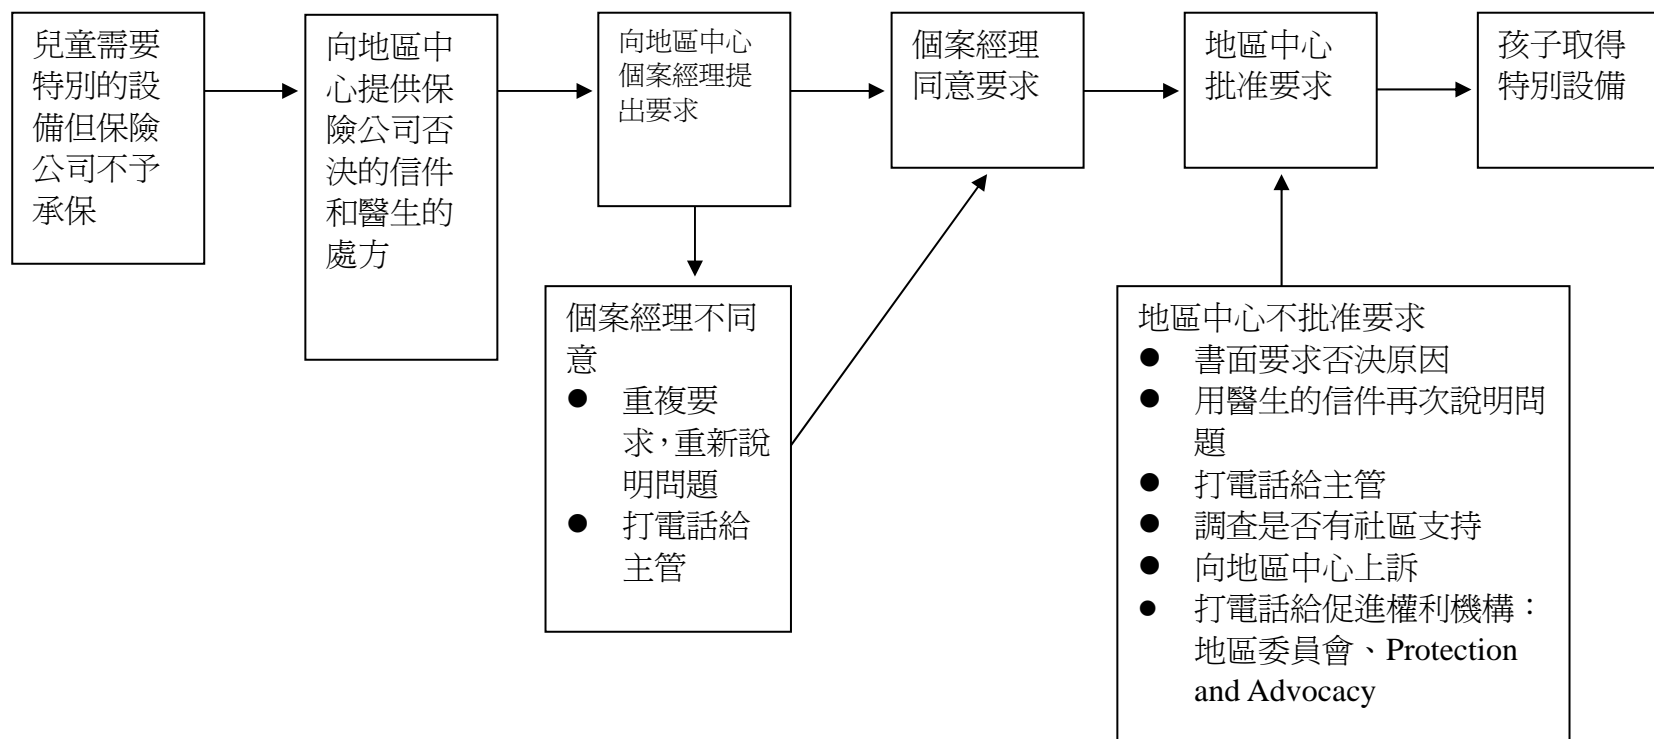 兒童需要
特別的設
備但保險
公司不予
承保
向地區中
心提供保
險公司否
決的信件
和醫生的
處方
向地區中心
個案經理提
出要求
個案經理
同意要求
地區中心
批准要求
孩子取得
特別設備
個案經理不同
意
● 重複要
求,重新說
明問題
● 打電話給
主管
地區中心不批准要求
● 書面要求否決原因
● 用醫生的信件再次說明問
題
● 打電話給主管
● 調查是否有社區支持
● 向地區中心上訴
● 打電話給促進權利機構：
地區委員會、Protection
and Advocacy